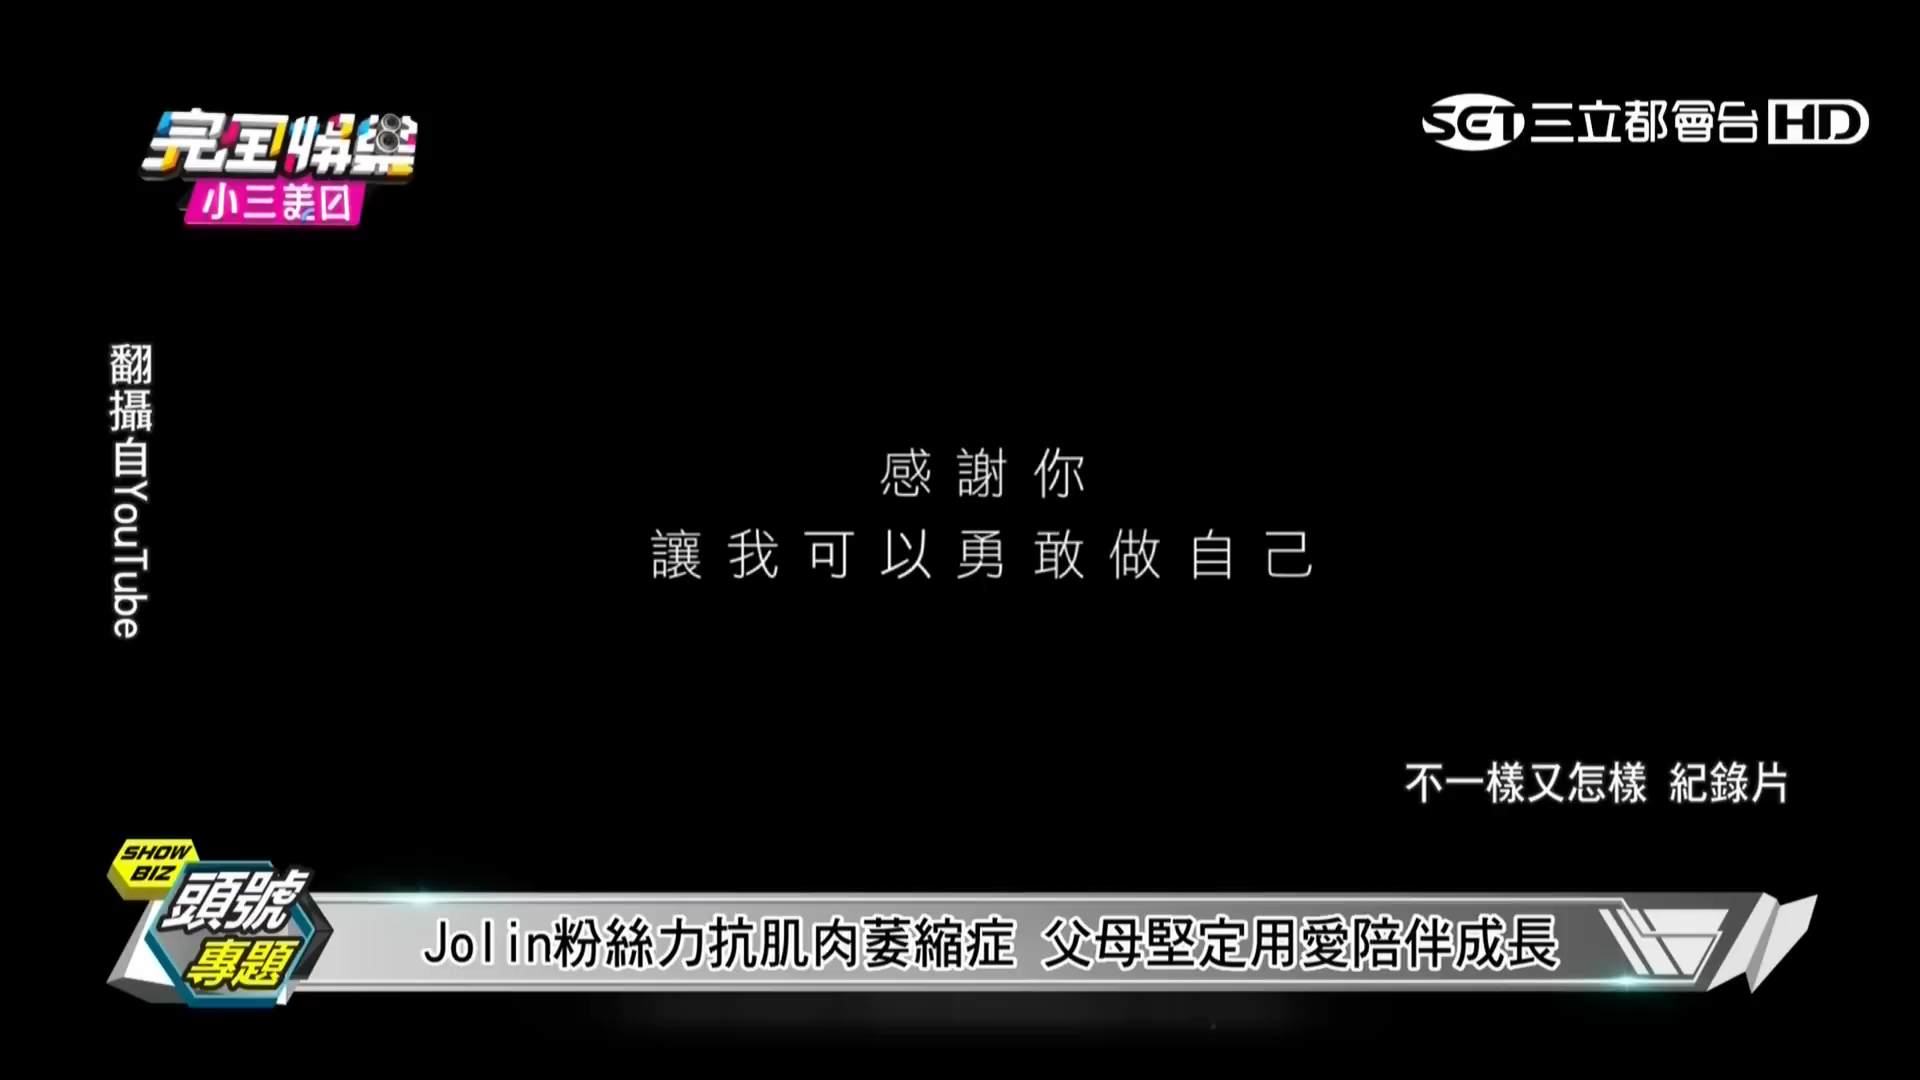 完全娛樂
小三美日
SET三立都會台HD
翻攝自YouTube
感謝你
讓我可以勇敢做自己
不一樣又怎樣 紀錄片
SHOW
BIZ
頭號
專題
Jolin粉絲力抗肌肉萎縮症 父母堅定用愛陪伴成長